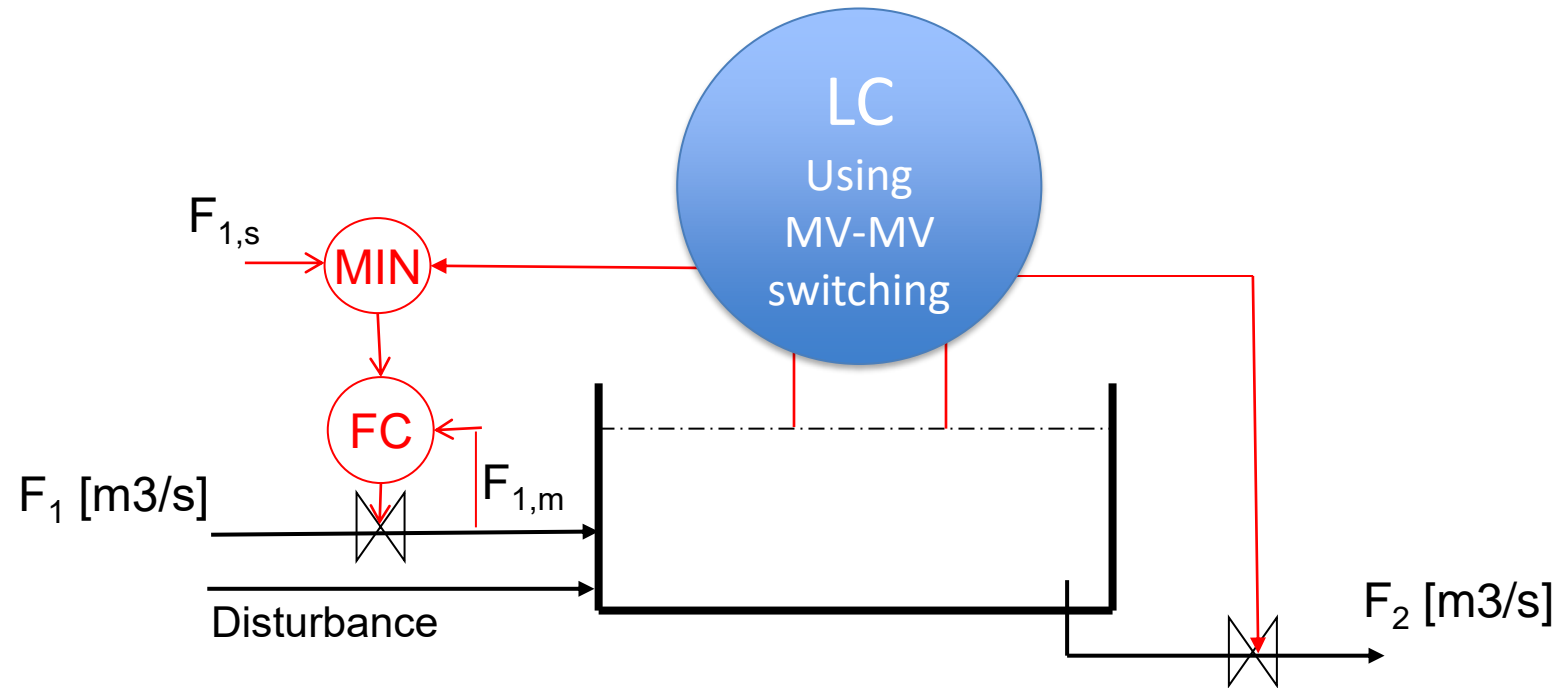 LC
Using
MV-MV
switching
F1,s
MIN
FC
F1,m
F1 [m3/s]
Disturbance
F2 [m3/s]